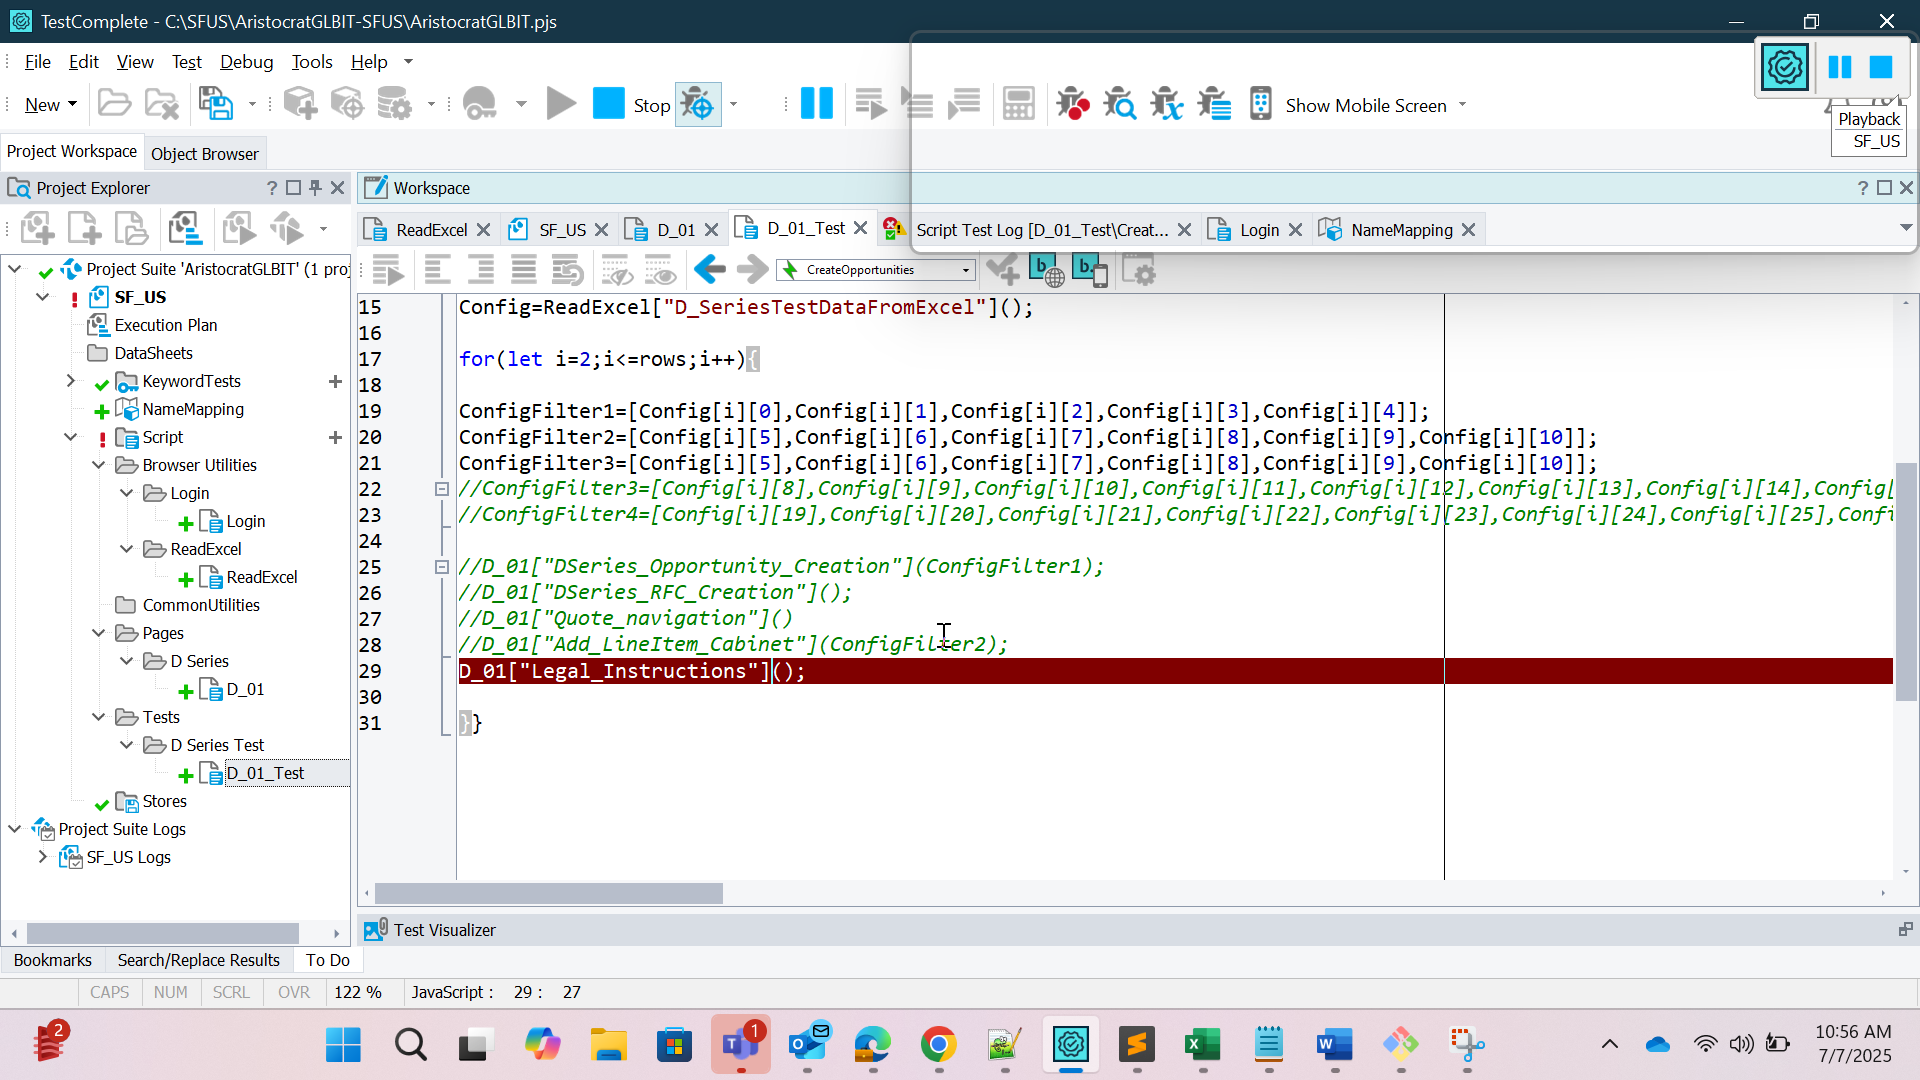 TestComplete - C:\SFUS\AristocratGLBIT-SFUS\AristocratGLBIT.pjs
File Edit View Test Debug Tools Help
New Stop Show Mobile Screen
Playback
SF_US
Project Workspace Object Browser
Project Explorer ?
Workspace ?
ReadExcel SF_US D_01 D_01_Test Script Test Log [D_01_Test\Creat... Login NameMapping
CreateOpportunities
Project Suite 'AristocratGLBIT' (1 proj
SF_US
Execution Plan
DataSheets
KeywordTests
NameMapping
Script
Browser Utilities
Login
Login
ReadExcel
ReadExcel
CommonUtilities
Pages
D Series
D_01
Tests
D Series Test
D_01_Test
Stores
Project Suite Logs
SF_US Logs
15 Config=ReadExcel["D_SeriesTestDataFromExcel"]();
16
17 for(let i=2;i<=rows;i++){
18
19 ConfigFilter1=[Config[i][0],Config[i][1],Config[i][2],Config[i][3],Config[i][4]];
20 ConfigFilter2=[Config[i][5],Config[i][6],Config[i][7],Config[i][8],Config[i][9],Config[i][10]];
21 ConfigFilter3=[Config[i][5],Config[i][6],Config[i][7],Config[i][8],Config[i][9],Config[i][10]];
22 //ConfigFilter3=[Config[i][8],Config[i][9],Config[i][10],Config[i][11],Config[i][12],Config[i][13],Config[i][14],Config[
23 //ConfigFilter4=[Config[i][19],Config[i][20],Config[i][21],Config[i][22],Config[i][23],Config[i][24],Config[i][25],Confi
24
25 //D_01["DSeries_Opportunity_Creation"](ConfigFilter1);
26 //D_01["DSeries_RFC_Creation"]();
27 //D_01["Quote_navigation"]()
28 //D_01["Add_LineItem_Cabinet"](ConfigFilter2);
29 D_01["Legal_Instructions"]();
30
31 }}
Test Visualizer
Bookmarks Search/Replace Results To Do
CAPS NUM SCRL OVR 122 % JavaScript : 29 : 27
2
1
10:56 AM
7/7/2025